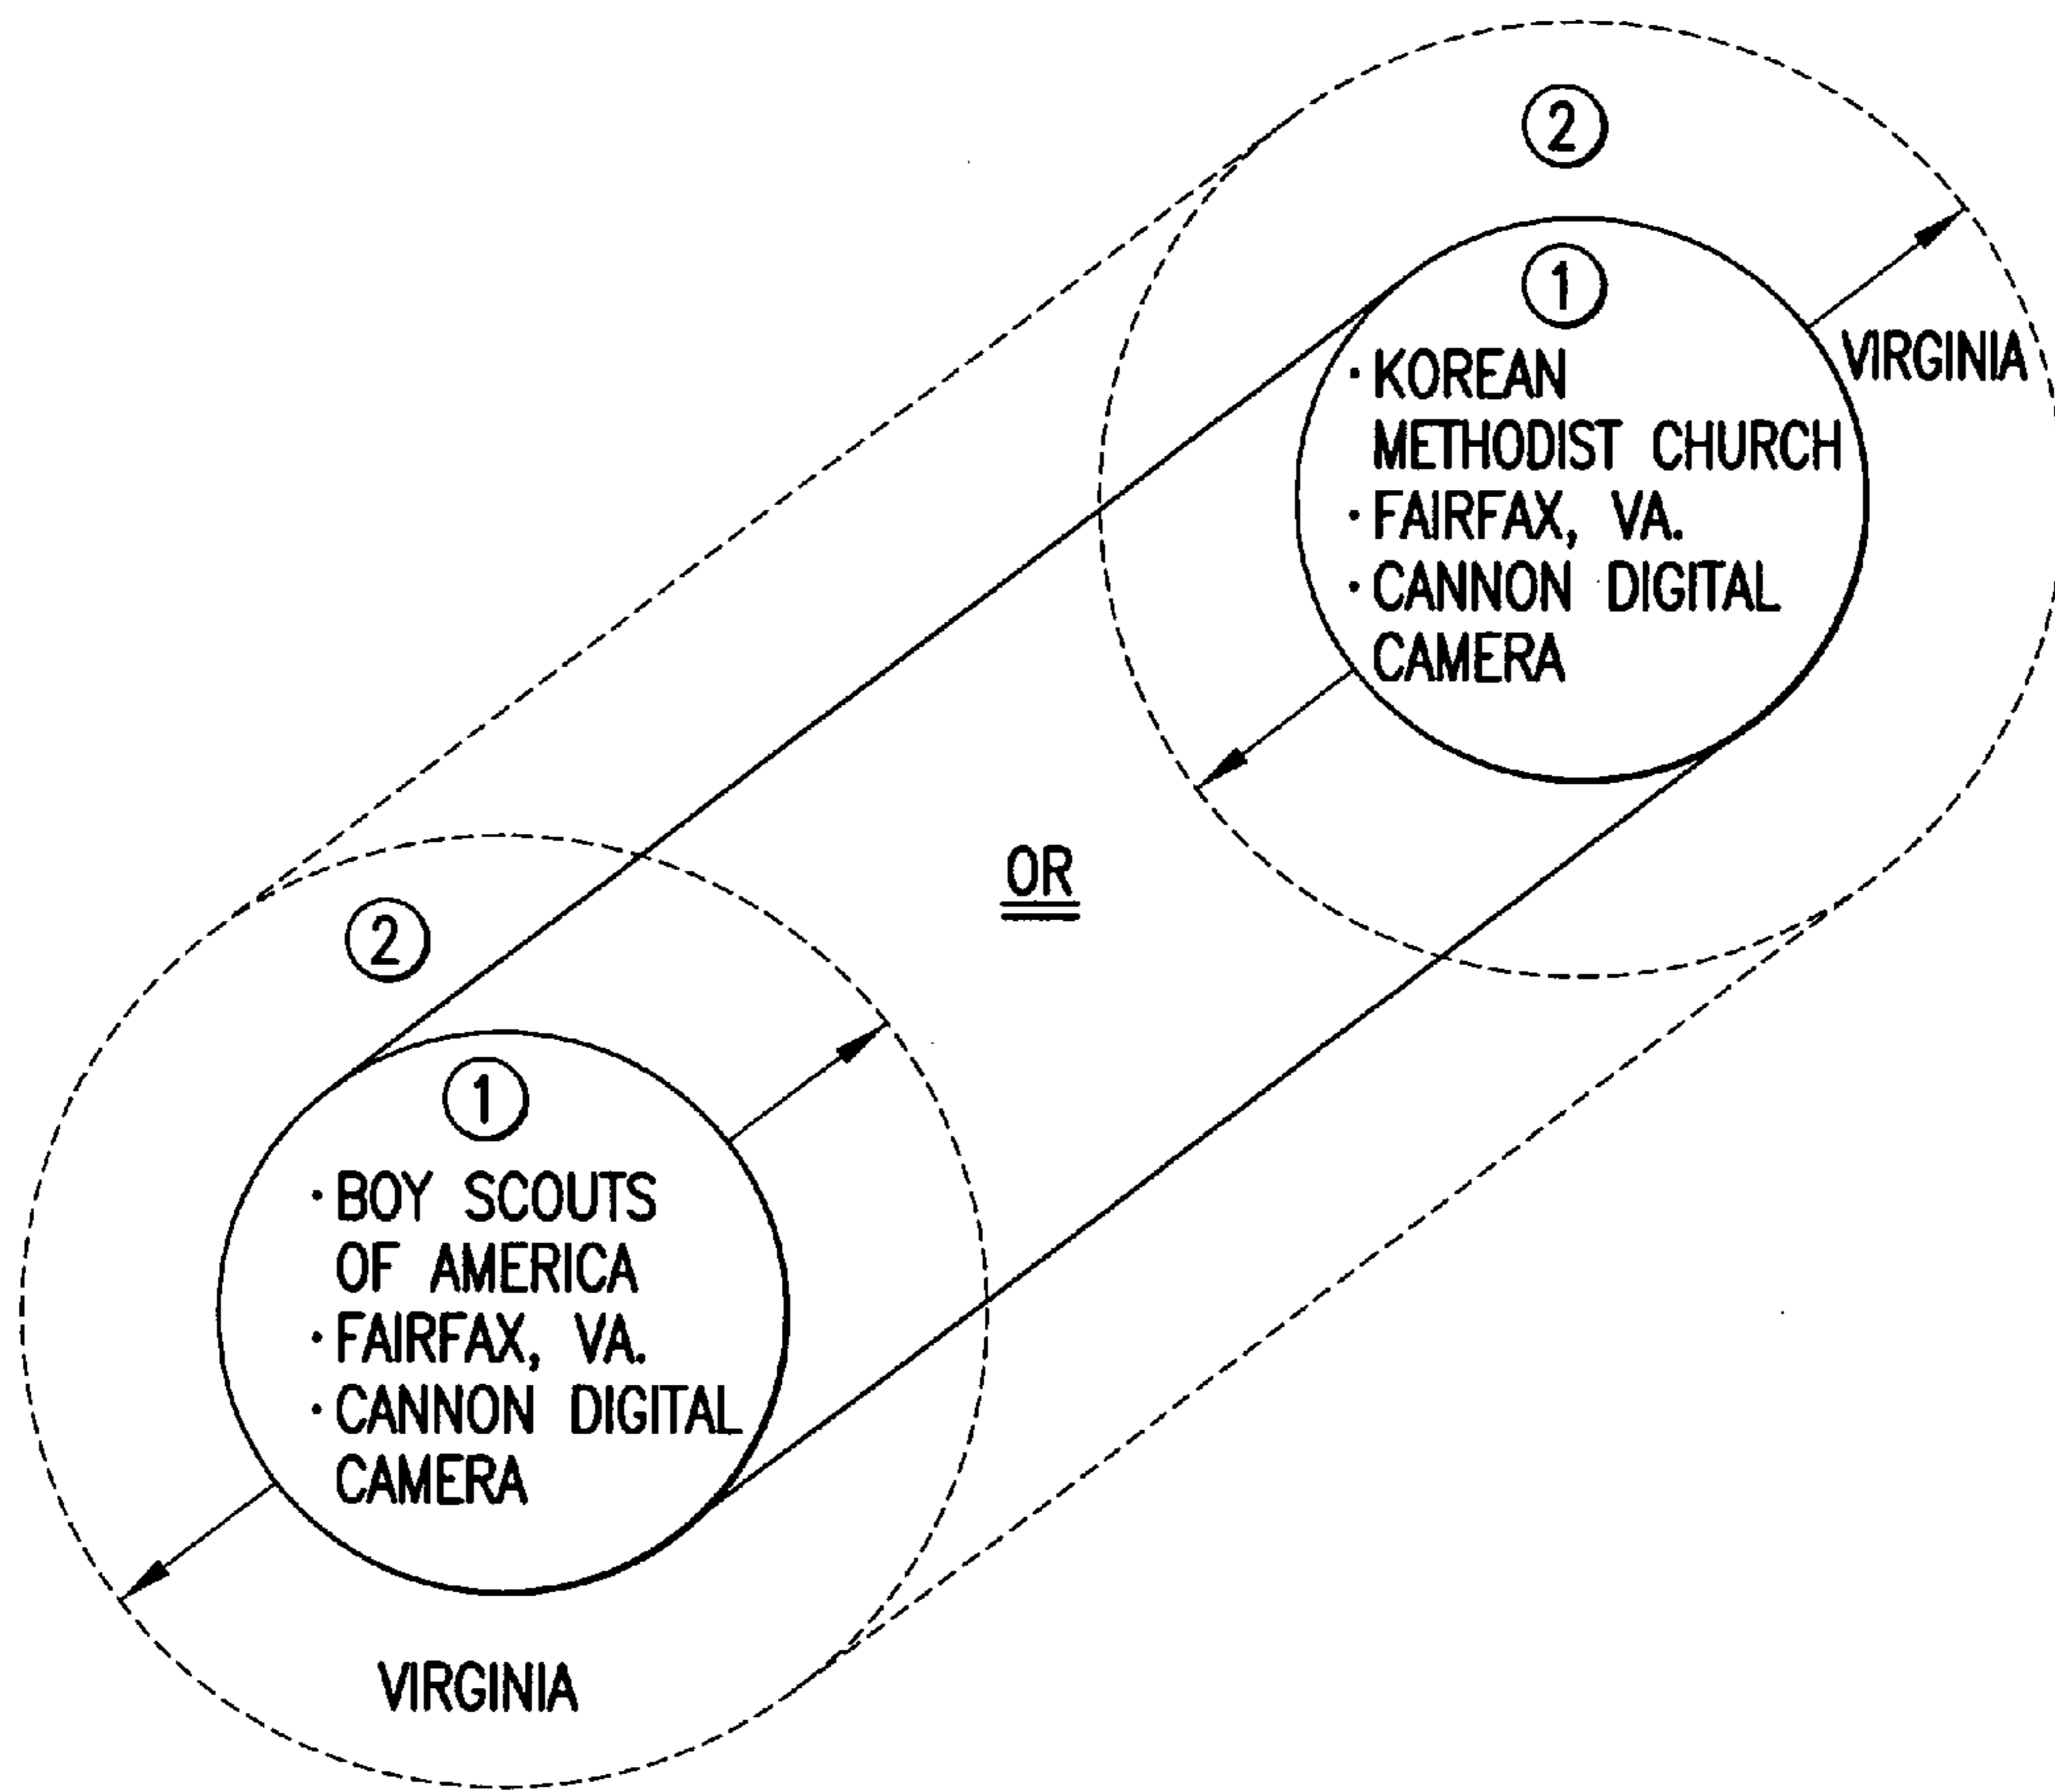 ②
①
· KOREAN
METHODIST CHURCH
· FAIRFAX, VA.
· CANNON DIGITAL
CAMERA
VIRGINIA
OR
②
①
· BOY SCOUTS
OF AMERICA
· FAIRFAX, VA.
· CANNON DIGITAL
CAMERA
VIRGINIA